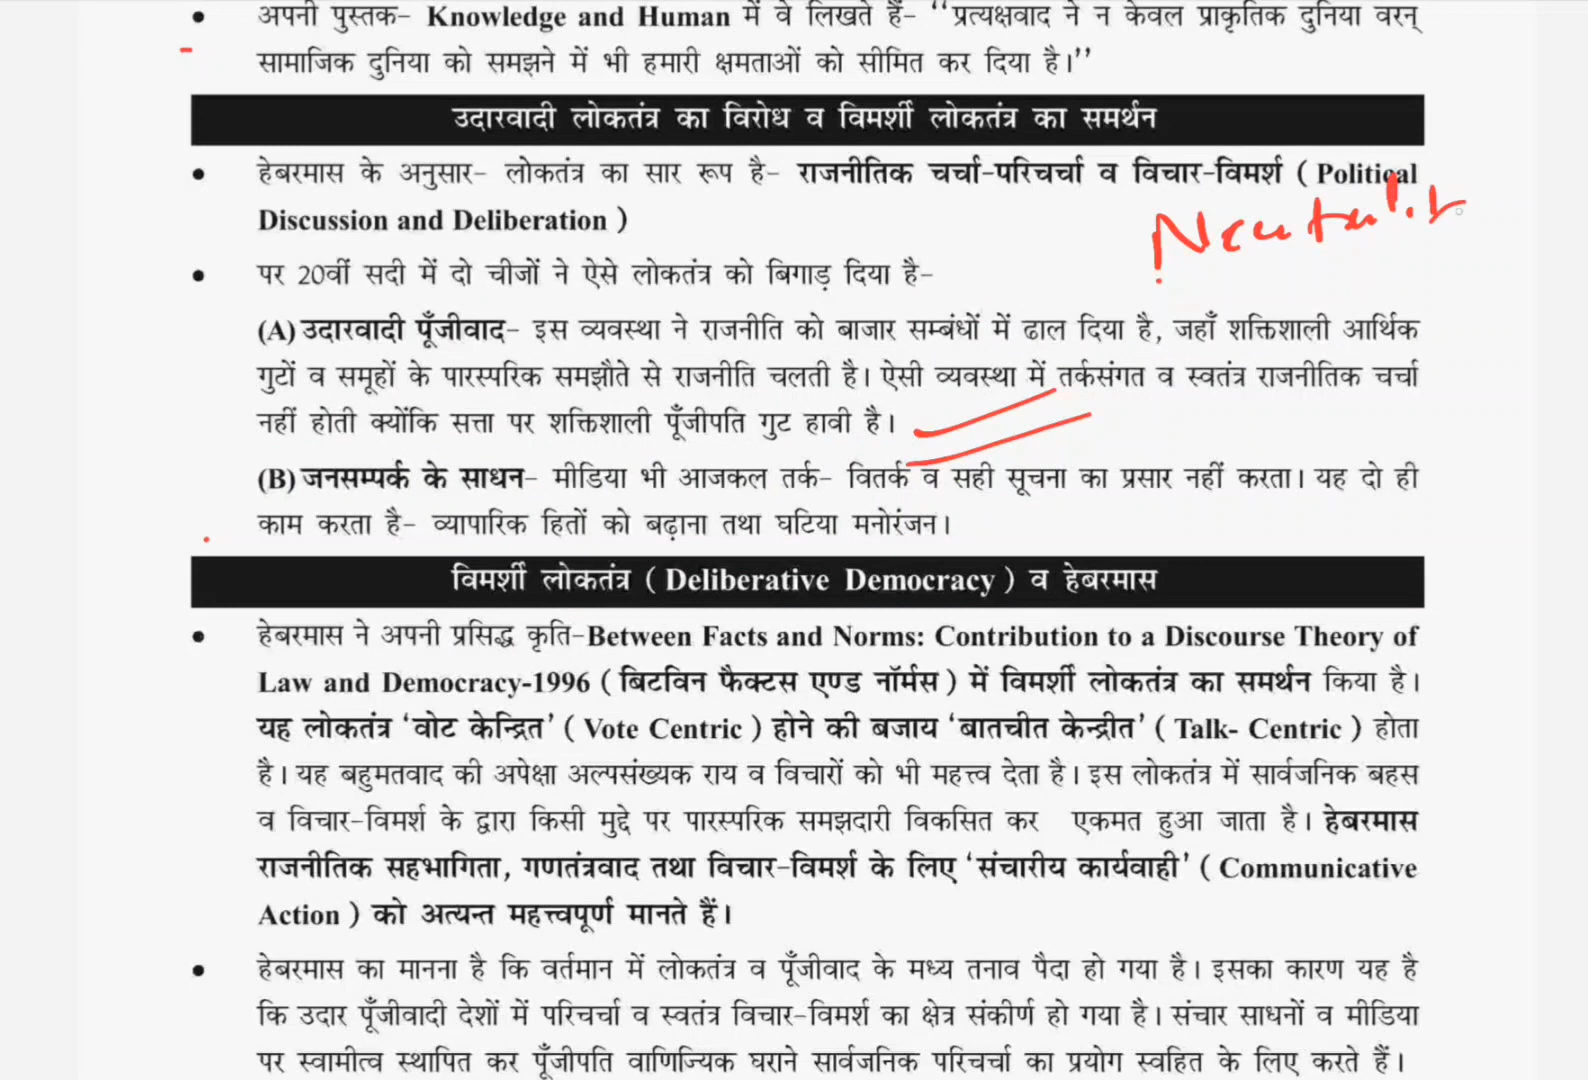 अपनी पुस्तक- Knowledge and Human में वे लिखते हैं- ‘‘प्रत्यक्षवाद ने न केवल प्राकृतिक दुनिया वरन्
सामाजिक दुनिया को समझने में भी हमारी क्षमताओं को सीमित कर दिया है।’’
उदारवादी लोकतंत्र का विरोध व विमर्शी लोकतंत्र का समर्थन
• हेबरमास के अनुसार- लोकतंत्र का सार रूप है- राजनीतिक चर्चा-परिचर्चा व विचार-विमर्श ( Political
Discussion and Deliberation )
• पर 20वीं सदी में दो चीजों ने ऐसे लोकतंत्र को बिगाड़ दिया है-
(A) उदारवादी पूँजीवाद- इस व्यवस्था ने राजनीति को बाजार सम्बंधों में ढाल दिया है, जहाँ शक्तिशाली आर्थिक
गुटों व समूहों के पारस्परिक समझौते से राजनीति चलती है। ऐसी व्यवस्था में तर्कसंगत व स्वतंत्र राजनीतिक चर्चा
नहीं होती क्योंकि सत्ता पर शक्तिशाली पूँजीपति गुट हावी है।
(B) जनसम्पर्क के साधन- मीडिया भी आजकल तर्क- वितर्क व सही सूचना का प्रसार नहीं करता। यह दो ही
काम करता है- व्यापारिक हितों को बढ़ाना तथा घटिया मनोरंजन।
विमर्शी लोकतंत्र ( Deliberative Democracy ) व हेबरमास
• हेबरमास ने अपनी प्रसिद्ध कृति-Between Facts and Norms: Contribution to a Discourse Theory of
Law and Democracy-1996 ( बिटविन फैक्टस एण्ड नॉर्मस ) में विमर्शी लोकतंत्र का समर्थन किया है।
यह लोकतंत्र ‘वोट केन्द्रित’ ( Vote Centric ) होने की बजाय ‘बातचीत केन्द्रीत’ ( Talk- Centric ) होता
है। यह बहुमतवाद की अपेक्षा अल्पसंख्यक राय व विचारों को भी महत्त्व देता है। इस लोकतंत्र में सार्वजनिक बहस
व विचार-विमर्श के द्वारा किसी मुद्दे पर पारस्परिक समझदारी विकसित कर एकमत हुआ जाता है। हेबरमास
राजनीतिक सहभागिता, गणतंत्रवाद तथा विचार-विमर्श के लिए ‘संचारीय कार्यवाही’ ( Communicative
Action ) को अत्यन्त महत्त्वपूर्ण मानते हैं।
• हेबरमास का मानना है कि वर्तमान में लोकतंत्र व पूँजीवाद के मध्य तनाव पैदा हो गया है। इसका कारण यह है
कि उदार पूँजीवादी देशों में परिचर्चा व स्वतंत्र विचार-विमर्श का क्षेत्र संकीर्ण हो गया है। संचार साधनों व मीडिया
पर स्वामीत्व स्थापित कर पूँजीपति वाणिज्यिक घराने सार्वजनिक परिचर्चा का प्रयोग स्वहित के लिए करते हैं।